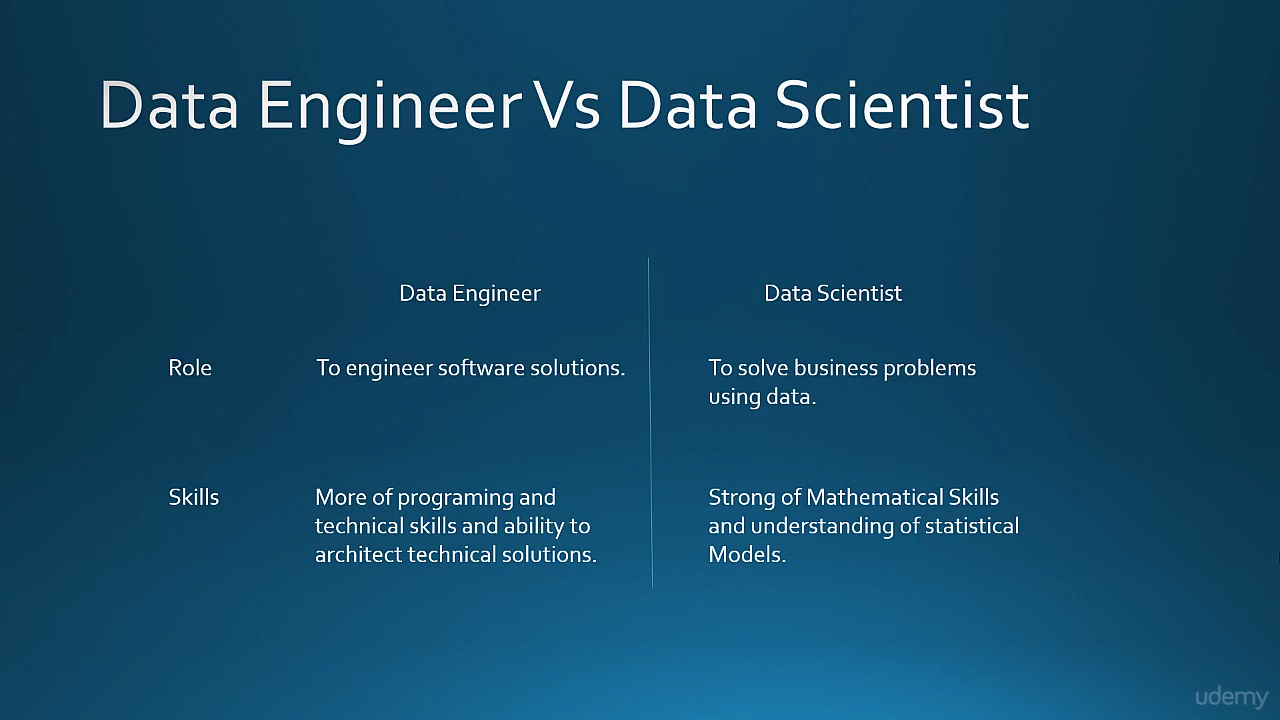 Data Engineer Vs Data Scientist
Data Engineer
Data Scientist
Role
To engineer software solutions.
To solve business problems
using data.
Skills
More of programing and
technical skills and ability to
architect technical solutions.
Strong of Mathematical Skills
and understanding of statistical
Models.
udemy